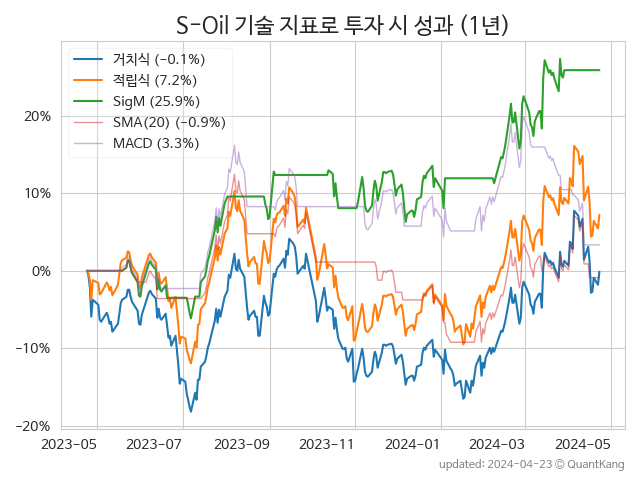 S-Oil 기술 지표로 투자 시 성과 (1년)
거치식 (−0.1%)
적립식 (7.2%)
SigM (25.9%)
SMA(20) (−0.9%)
MACD (3.3%)
20%
10%
0%
−10%
−20%
2023-05 2023-07 2023-09 2023-11 2024-01 2024-03 2024-05
updated: 2024-04-23 © QuantKang